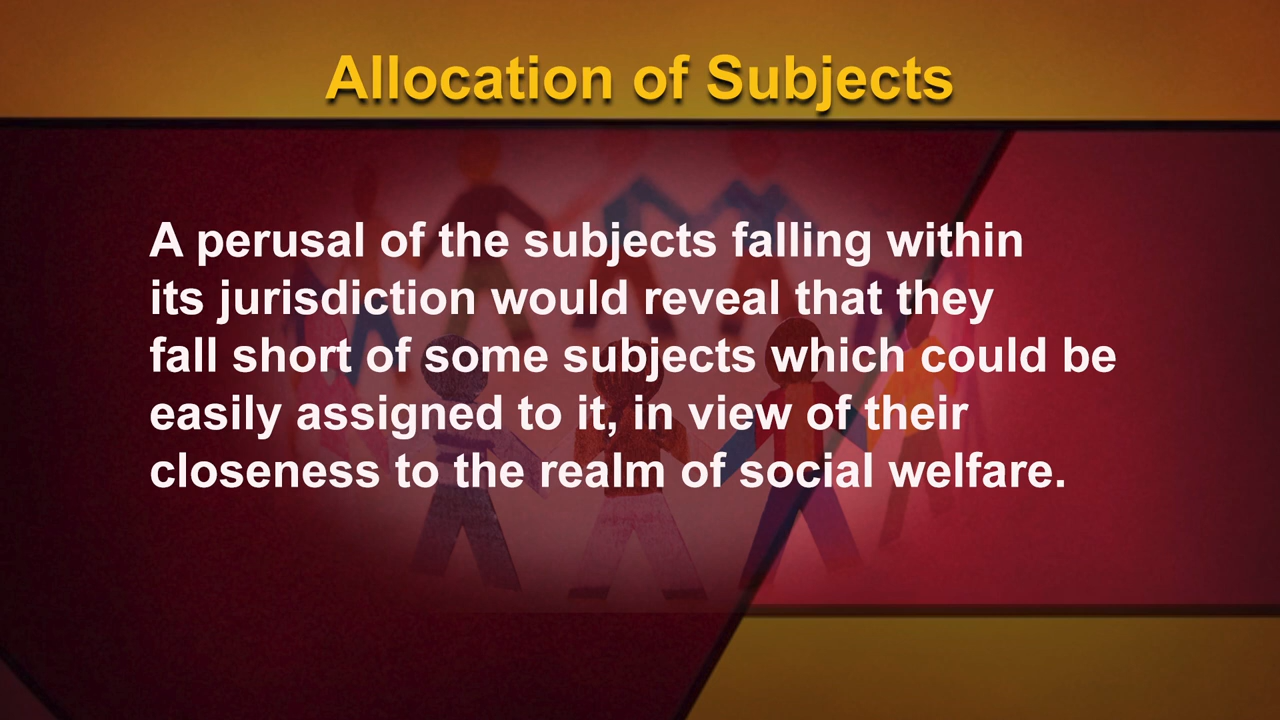 Allocation of Subjects
A perusal of the subjects falling within
its jurisdiction would reveal that they
fall short of some subjects which could be
easily assigned to it, in view of their
closeness to the realm of social welfare.